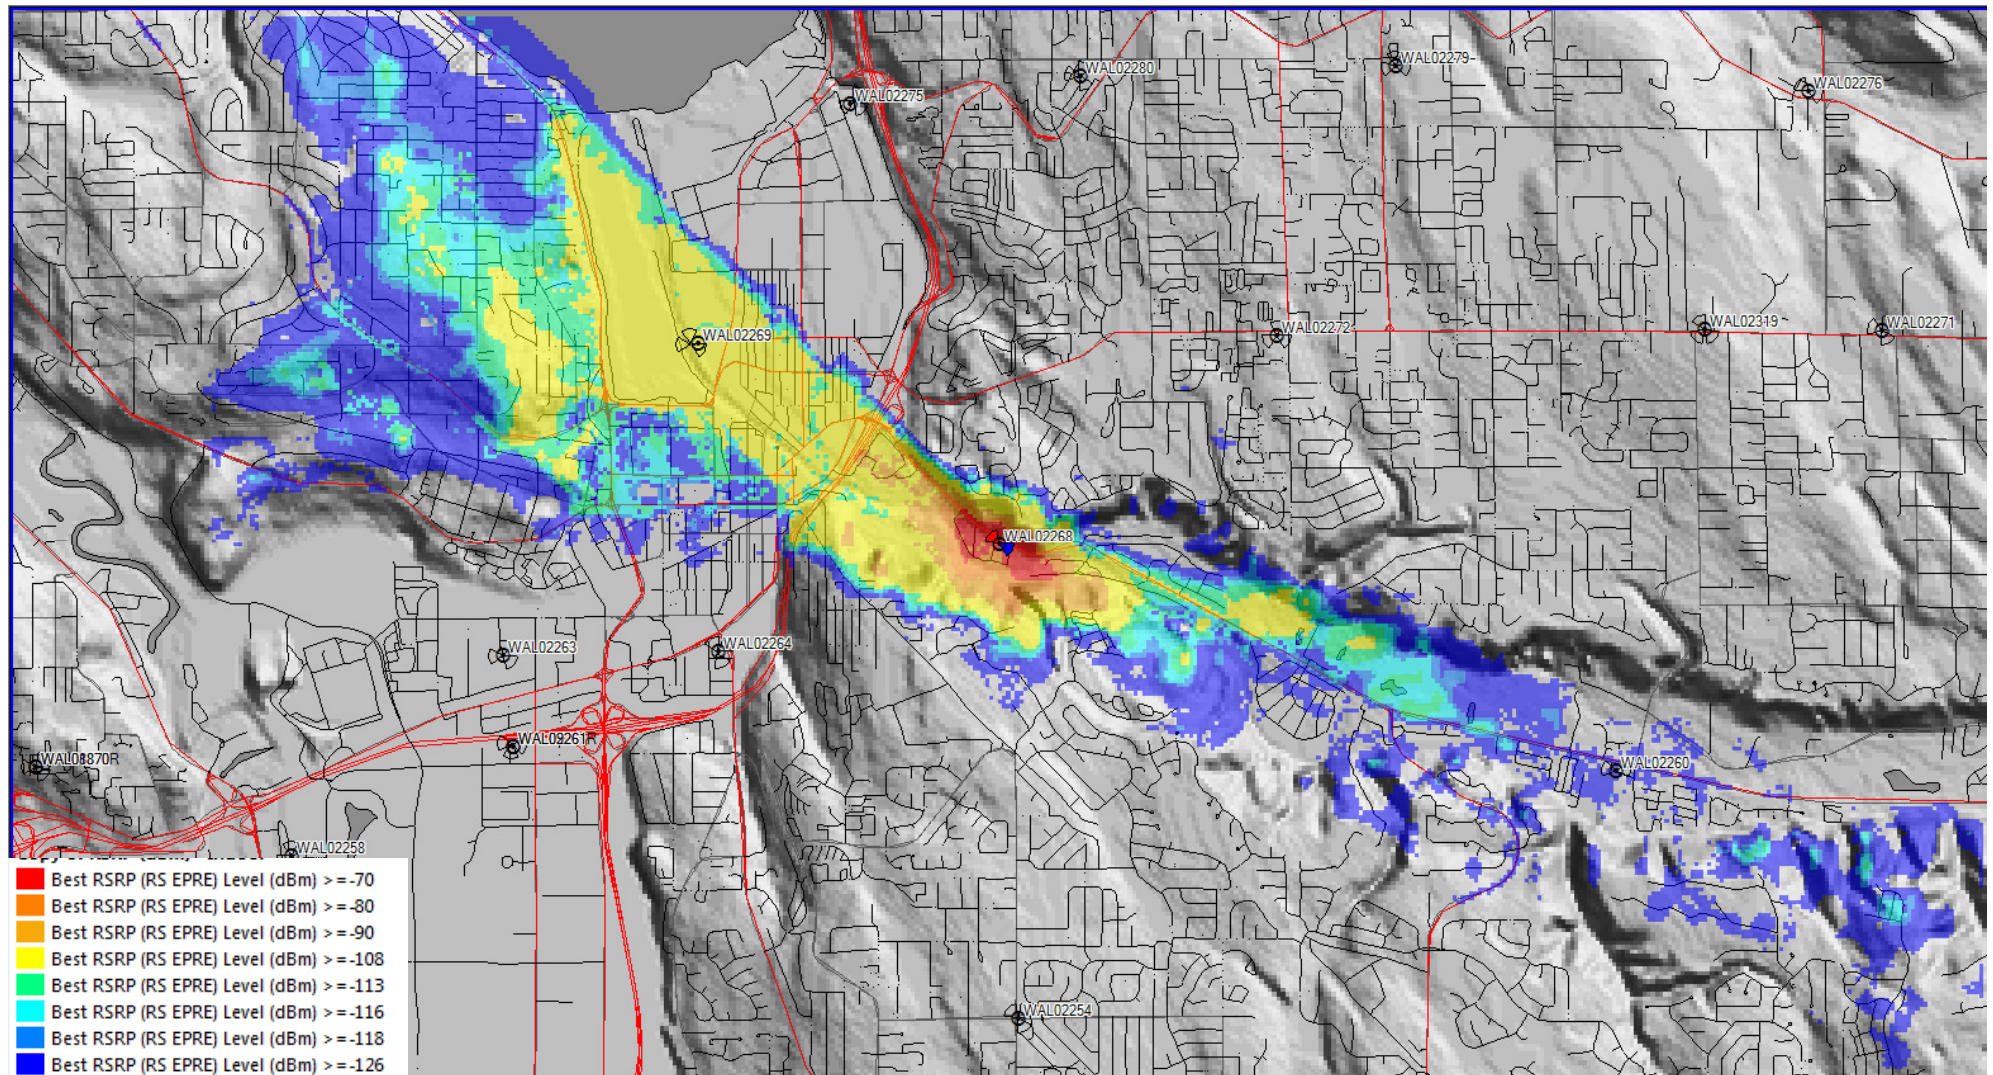 WAL02280
WAL02279
WAL02276
WAL02275
WAL02269
WAL02272
WAL02319
WAL02271
WAL02268
WAL02263
WAL02264
WAL02260
WAL02258
WAL02254
Best RSRP (RS EPRE) Level (dBm) >=-70
Best RSRP (RS EPRE) Level (dBm) >=-80
Best RSRP (RS EPRE) Level (dBm) >=-90
Best RSRP (RS EPRE) Level (dBm) >=-108
Best RSRP (RS EPRE) Level (dBm) >=-113
Best RSRP (RS EPRE) Level (dBm) >=-116
Best RSRP (RS EPRE) Level (dBm) >=-118
Best RSRP (RS EPRE) Level (dBm) >=-126